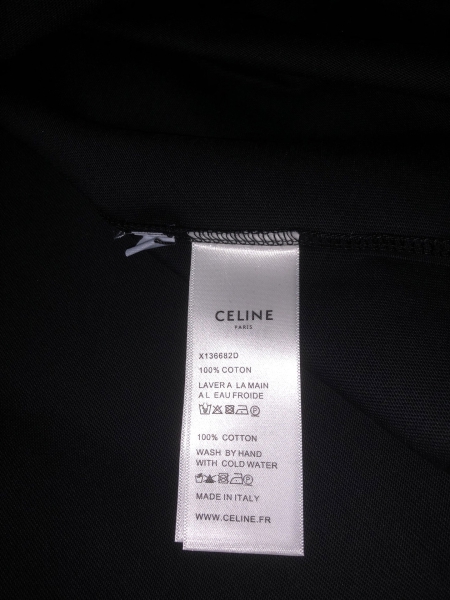 CELINE
PARIS
X136682D
100% COTON
LAVER A LA MAIN
A L EAU FROIDE
100% COTTON
WASH BY HAND
WITH COLD WATER
MADE IN ITALY
WWW.CELINE.FR